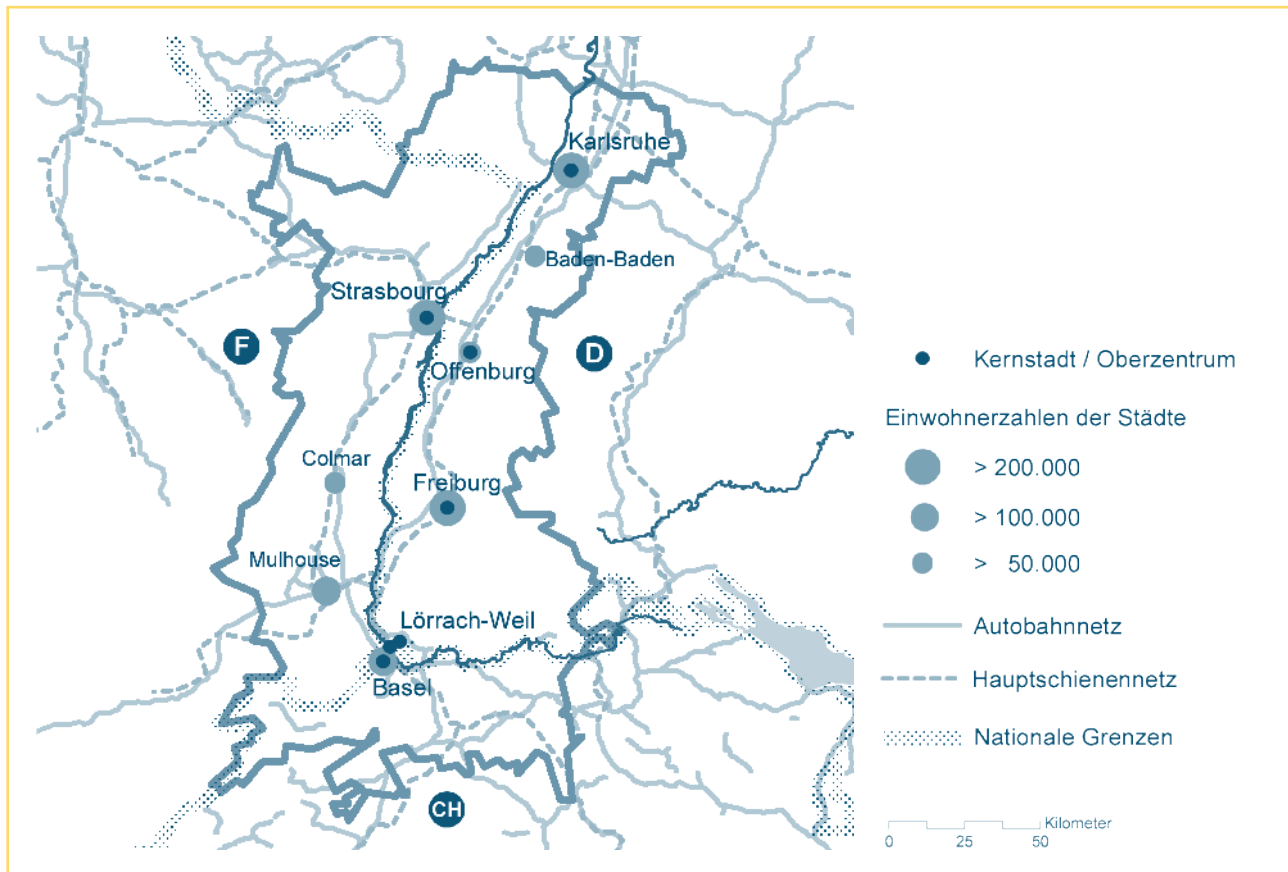 Karlsruhe
Baden-Baden
Strasbourg
F
D
Offenburg
Colmar
Freiburg
Mulhouse
Lörrach-Weil
Basel
CH
Kernstadt / Oberzentrum
Einwohnerzahlen der Städte
> 200.000
> 100.000
> 50.000
Autobahnnetz
Hauptschienennetz
Nationale Grenzen
Kilometer
0 25 50